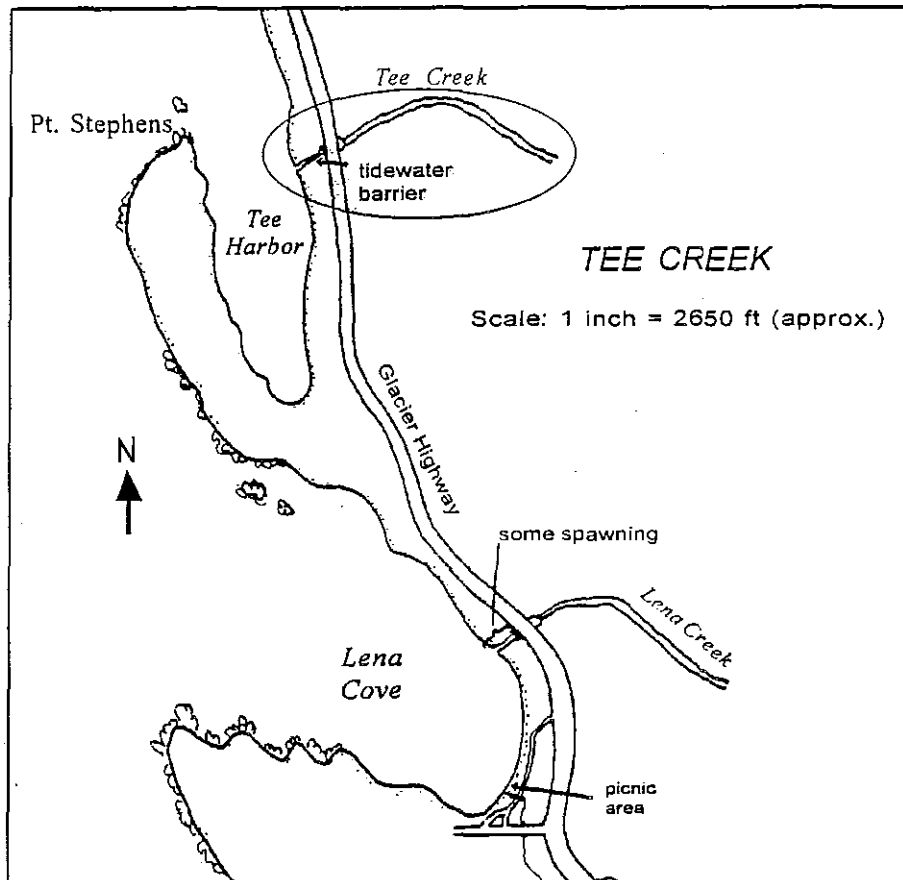 Tee Creek
Pt. Stephens
tidewater
barrier
Tee
Harbor
TEE CREEK
Scale: 1 inch = 2650 ft (approx.)
Glacier Highway
N
some spawning
Lena Creek
Lena
Cove
picnic
area